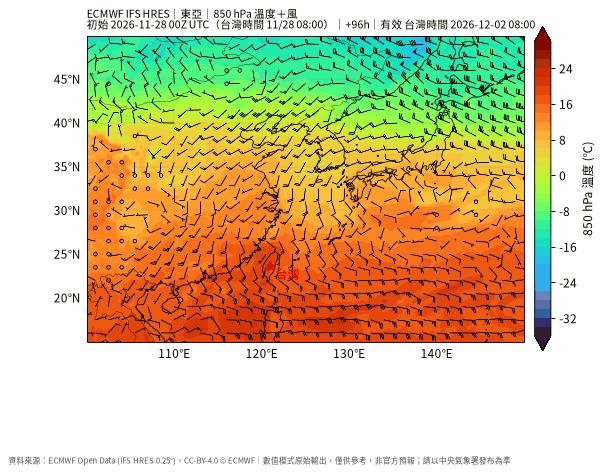 ECMWF IFS HRES｜東亞｜850 hPa 溫度＋風
初始 2026-11-28 00Z UTC（台灣時間 11/28 08:00）｜+96h｜有效 台灣時間 2026-12-02 08:00
45°N
40°N
35°N
30°N
25°N
20°N
110°E
120°E
130°E
140°E
台灣
24
16
8
0
-8
-16
-24
-32
850 hPa 溫度 (°C)
資料來源：ECMWF Open Data (IFS HRES 0.25°)，CC-BY-4.0 © ECMWF｜數值模式原始輸出，僅供參考，非官方預報；請以中央氣象署發布為準